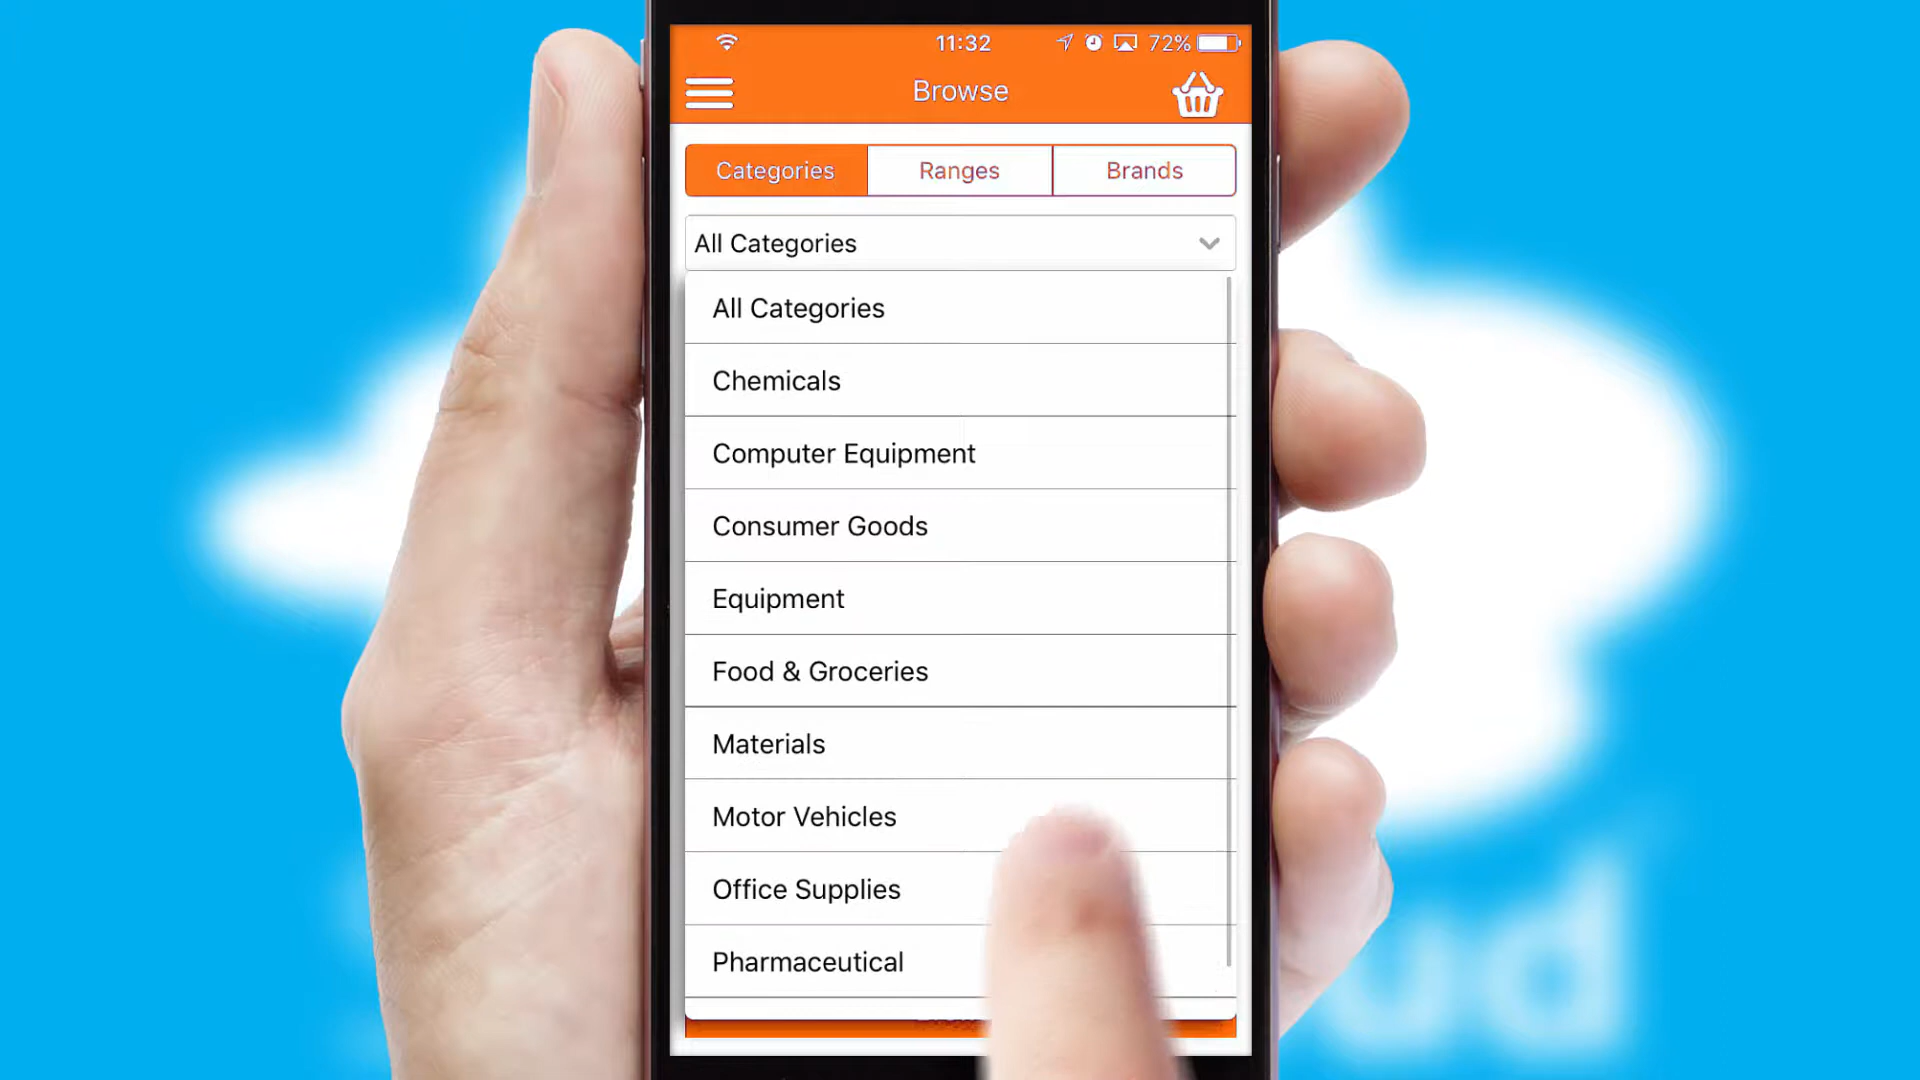 11:32
72%
Browse
Categories
Ranges
Brands
All Categories
All Categories
Chemicals
Computer Equipment
Consumer Goods
Equipment
Food & Groceries
Materials
Motor Vehicles
Office Supplies
Pharmaceutical